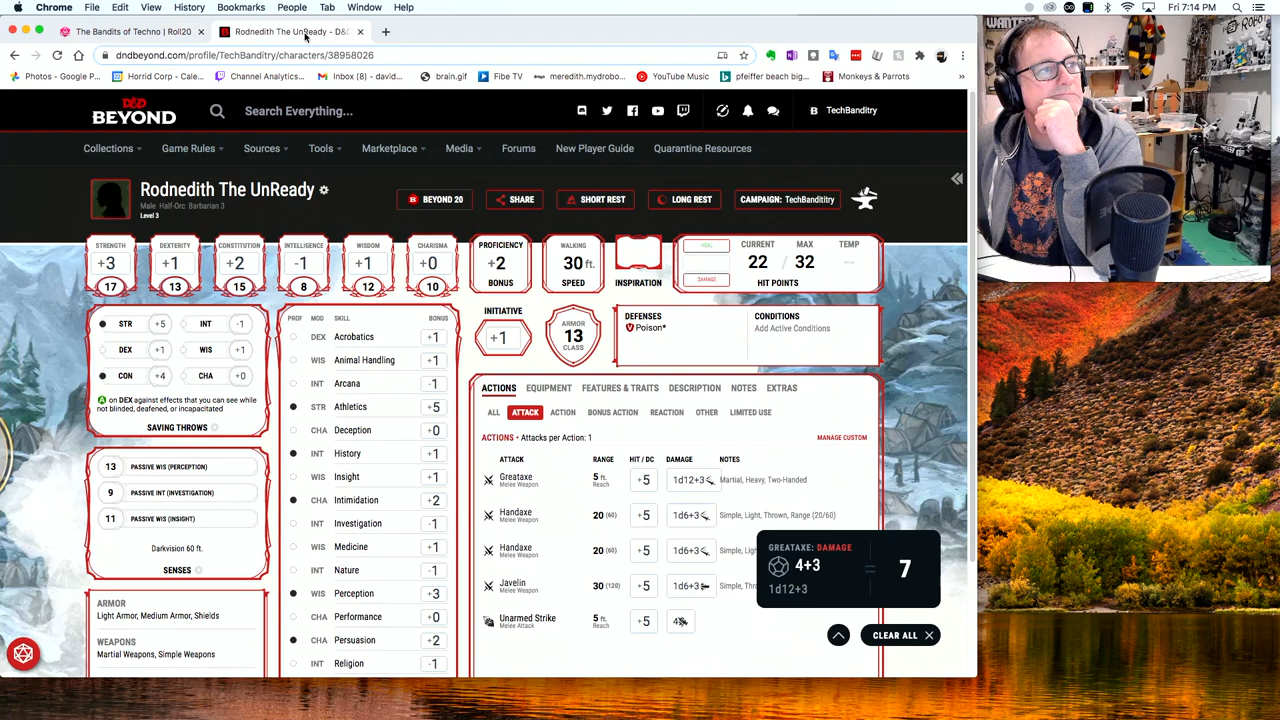 Chrome File Edit View History Bookmarks People Tab Window Help Fri 7:14 PM
The Bandits of Techno | Roll20 Rodnedith The UnReady - D&D
dndbeyond.com/profile/TechBanditry/characters/38958026
Photos - Google P... Horrid Corp - Cale... Channel Analytics... Inbox (8) - david... brain.gif Fibe TV meredith.mydrobo... YouTube Music pfeiffer beach big... Monkeys & Parrots »
WANTED
D&D BEYOND Search Everything... TechBanditry
Collections Game Rules Sources Tools Marketplace Media Forums New Player Guide Quarantine Resources
Rodnedith The UnReady
Male Half-Orc Barbarian 3
Level 3
BEYOND 20 SHARE SHORT REST LONG REST CAMPAIGN: TechBandititry
STRENGTH DEXTERITY CONSTITUTION INTELLIGENCE WISDOM CHARISMA
+3 +1 +2 -1 +1 +0
17 13 15 8 12 10
PROFICIENCY
+2
BONUS
WALKING
30 ft.
SPEED
INSPIRATION
HEAL CURRENT MAX TEMP
22 / 32 --
DAMAGE HIT POINTS
STR +5 INT -1
DEX +1 WIS +1
CON +4 CHA +0
A on DEX against effects that you can see while
not blinded, deafened, or incapacitated
SAVING THROWS
13 PASSIVE WIS (PERCEPTION)
9 PASSIVE INT (INVESTIGATION)
11 PASSIVE WIS (INSIGHT)
Darkvision 60 ft.
SENSES
ARMOR
Light Armor, Medium Armor, Shields
WEAPONS
Martial Weapons, Simple Weapons
PROF MOD SKILL BONUS
DEX Acrobatics +1
WIS Animal Handling +1
INT Arcana -1
STR Athletics +5
CHA Deception +0
INT History +1
WIS Insight +1
CHA Intimidation +2
INT Investigation -1
WIS Medicine +1
INT Nature -1
WIS Perception +3
CHA Performance +0
CHA Persuasion +2
INT Religion -1
INITIATIVE
+1
ARMOR
13
CLASS
DEFENSES
Poison*
CONDITIONS
Add Active Conditions
ACTIONS EQUIPMENT FEATURES & TRAITS DESCRIPTION NOTES EXTRAS
ALL ATTACK ACTION BONUS ACTION REACTION OTHER LIMITED USE
ACTIONS • Attacks per Action: 1 MANAGE CUSTOM
ATTACK RANGE HIT / DC DAMAGE NOTES
Greataxe 5 ft. +5 1d12+3 Martial, Heavy, Two-Handed
Melee Weapon Reach
Handaxe 20 (60) +5 1d6+3 Simple, Light, Thrown, Range (20/60)
Melee Weapon
Handaxe 20 (60) +5 1d6+3 Simple, Ligh
Melee Weapon
Javelin 30 (120) +5 1d6+3 Simple, Thro
Melee Weapon
Unarmed Strike 5 ft. +5 4
Melee Attack Reach
GREATAXE: DAMAGE
4+3 = 7
1d12+3
CLEAR ALL